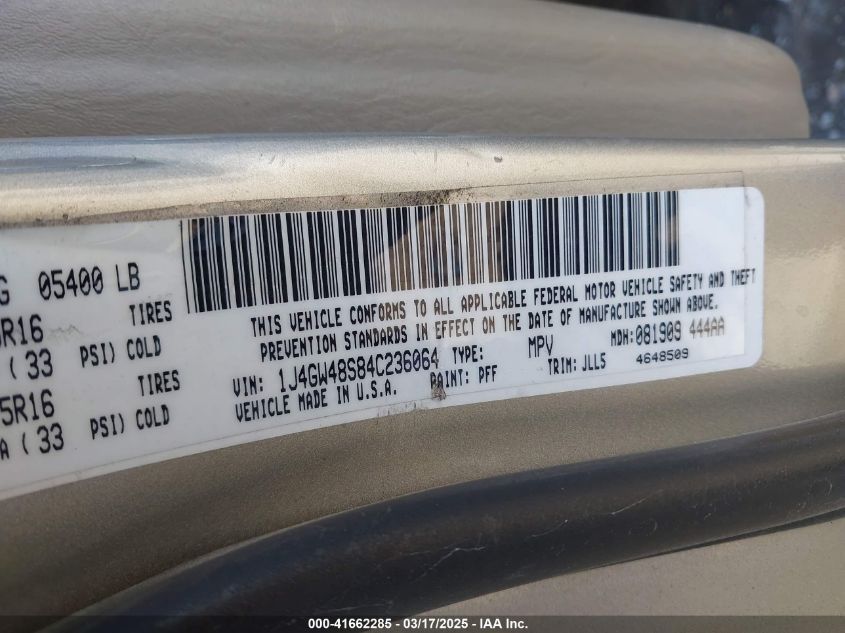 G 05400 LB
R16 TIRES
(33 PSI) COLD
5R16 TIRES
A (33 PSI) COLD
THIS VEHICLE CONFORMS TO ALL APPLICABLE FEDERAL MOTOR VEHICLE SAFETY AND THEFT
PREVENTION STANDARDS IN EFFECT ON THE DATE OF MANUFACTURE SHOWN ABOVE.
MDH:081909 444AA
VIN: 1J4GW48S84C236064 TYPE: MPV 4648509
VEHICLE MADE IN U.S.A. PAINT: PFF TRIM: JLL5
000-41662285 - 03/17/2025 - IAA Inc.